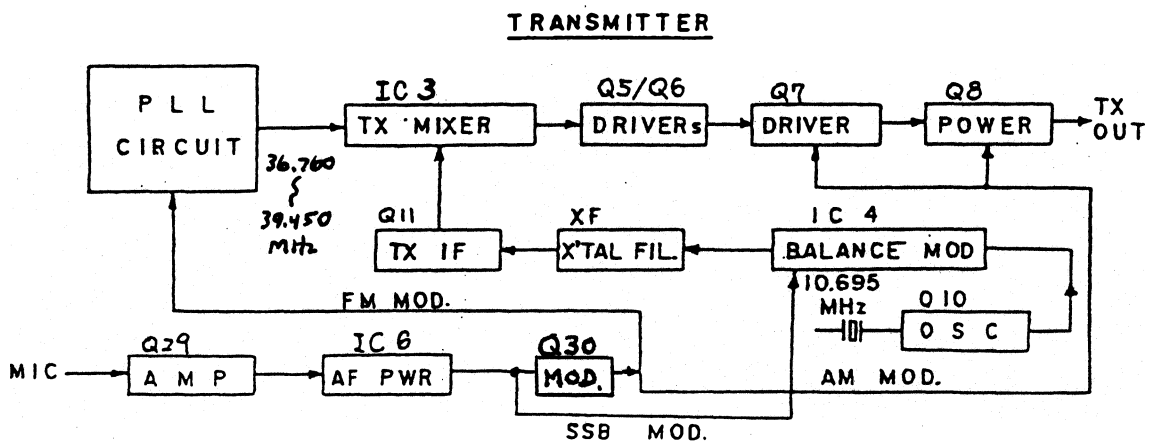 TRANSMITTER
PLL
CIRCUIT
36.760
39.450
MHz
IC 3
TX MIXER
Q5/Q6
DRIVERs
Q7
DRIVER
Q8
POWER
TX
OUT
Q11
TX IF
XF
X'TAL FIL.
IC 4
BALANCE MOD
10.695
MHz
Q10
OSC
FM MOD.
MIC
Q29
AMP
IC 6
AF PWR
Q30
MOD.
AM MOD.
SSB MOD.